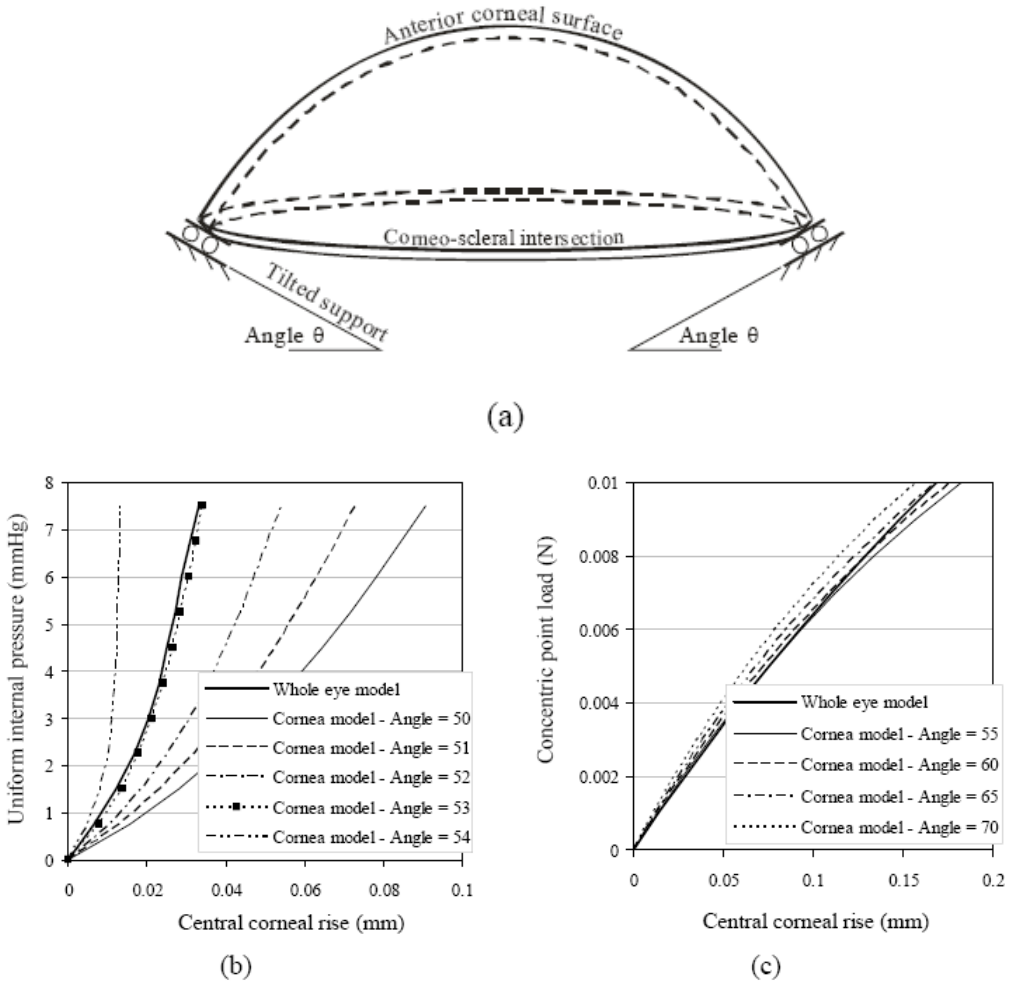 Anterior corneal surface
Corneo-scleral intersection
Tilted support
Angle θ
Angle θ
(a)
Uniform internal pressure (mmHg)
8
7
6
5
4
3
2
1
0
Whole eye model
Cornea model - Angle = 50
Cornea model - Angle = 51
Cornea model - Angle = 52
Cornea model - Angle = 53
Cornea model - Angle = 54
0
0.02
0.04
0.06
0.08
0.1
Central corneal rise (mm)
(b)
Concentric point load (N)
0.01
0.008
0.006
0.004
0.002
0
Whole eye model
Cornea model - Angle = 55
Cornea model - Angle = 60
Cornea model - Angle = 65
Cornea model - Angle = 70
0
0.05
0.1
0.15
0.2
Central corneal rise (mm)
(c)